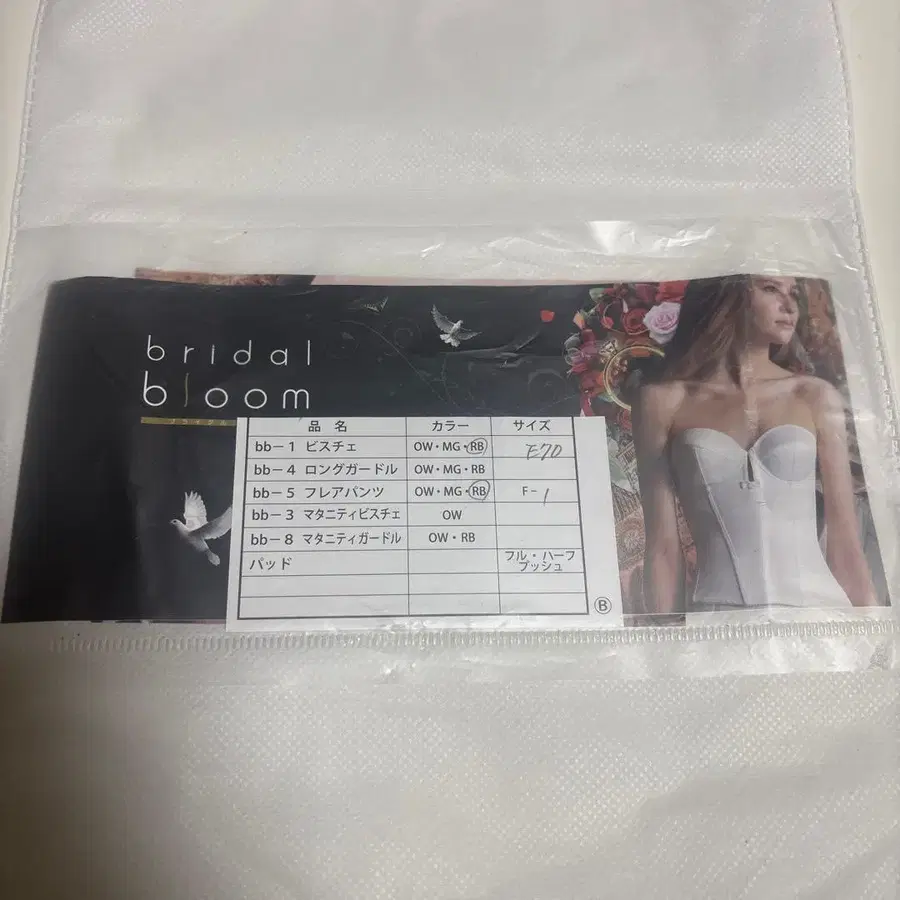 bridal
bloom
品 名 カラー サイズ
bb-1 ビスチェ OW・MG・RB E70
bb-4 ロングガードル OW・MG・RB
bb-5 フレアパンツ OW・MG・RB F-1
bb-3 マタニティビスチェ OW
bb-8 マタニティガードル OW・RB
パッド フル・ハーフ
プッシュ
B